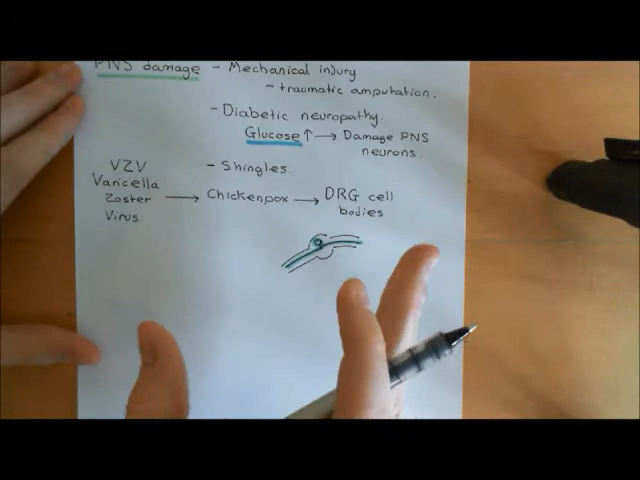 PNS damage - Mechanical injury
- traumatic amputation.
- Diabetic neuropathy.
Glucose ↑ → Damage PNS
neurons.
- Shingles.
VZV
Varicella
Zoster → Chickenpox → DRG cell
bodies
Virus